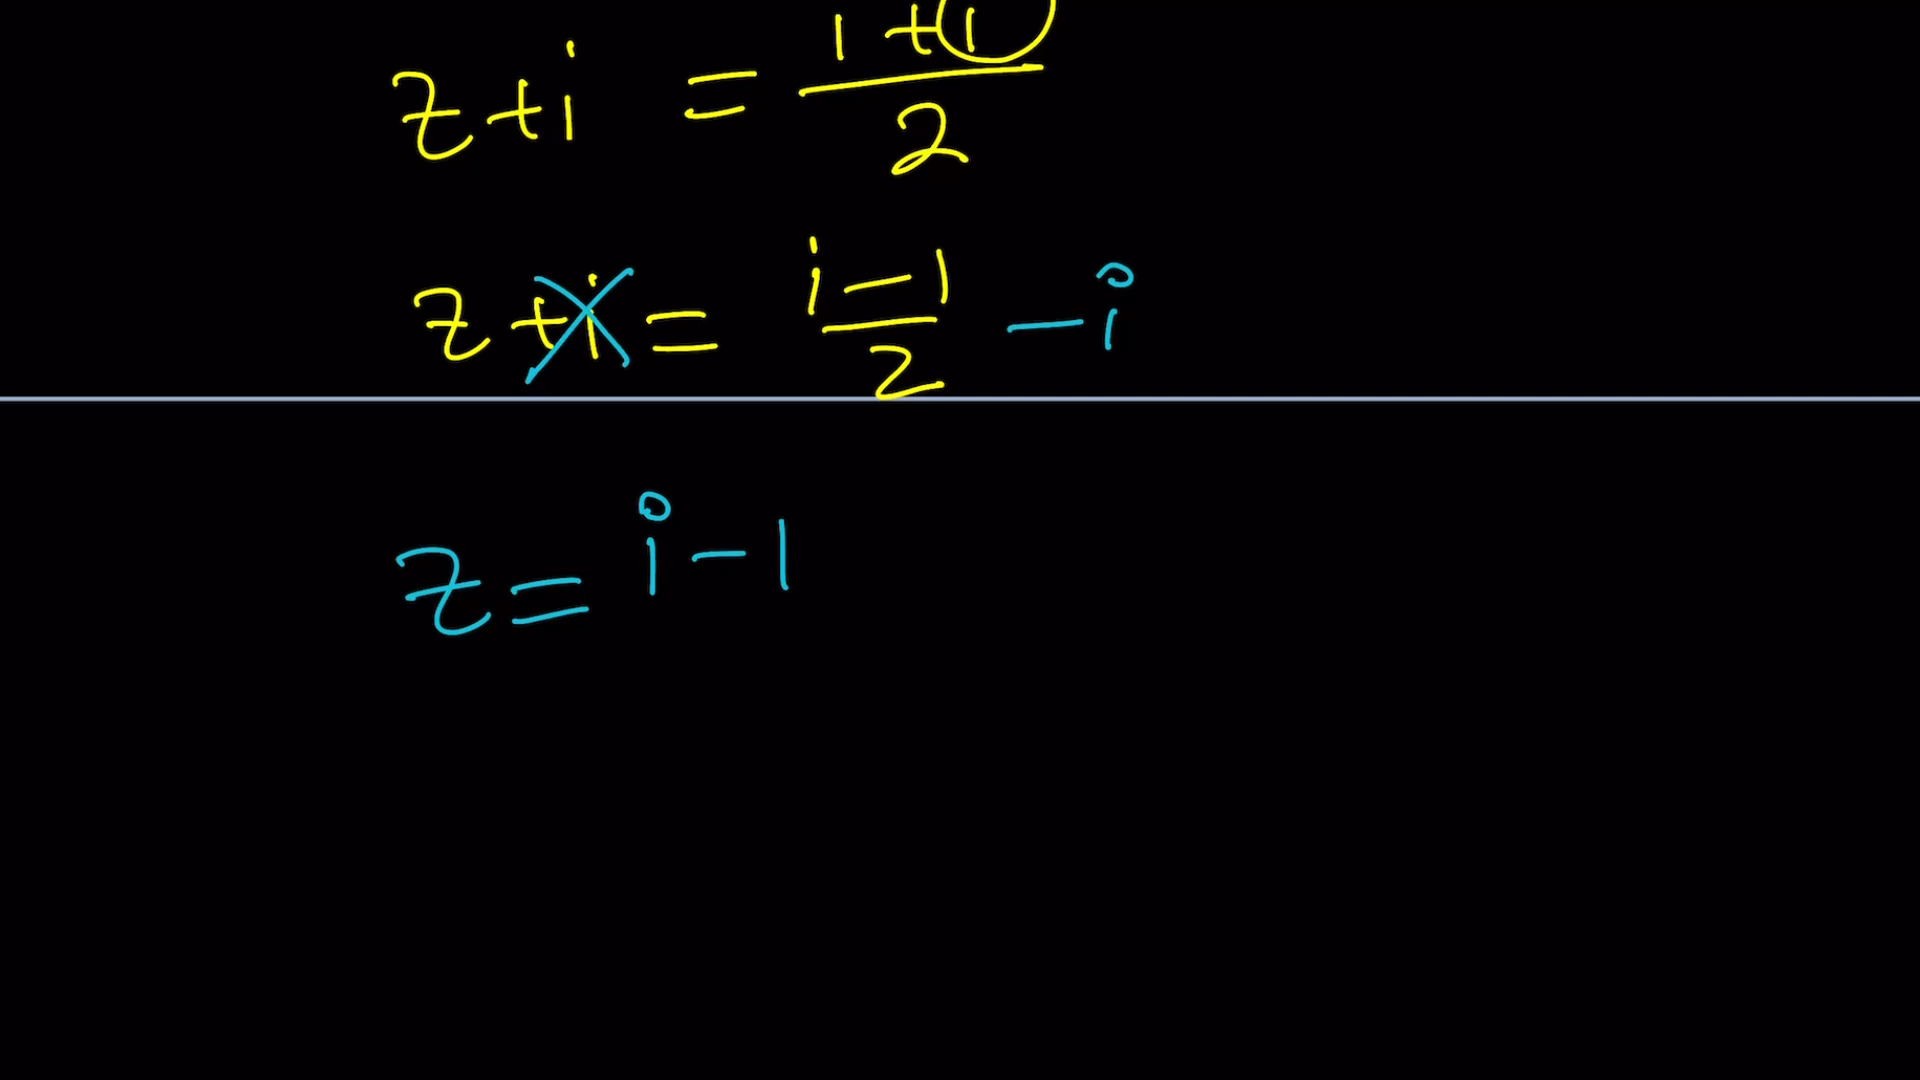 z + i = 1 + i / 2
z + i = i - 1 / 2 - i
z = i - 1